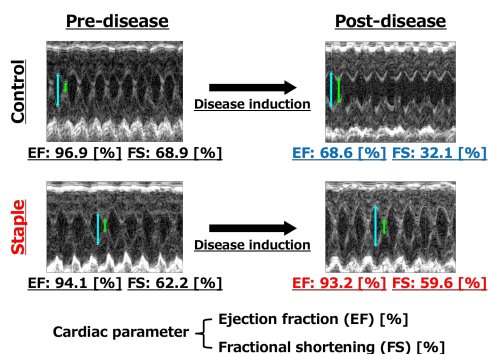 Pre-disease Post-disease
Control
Disease induction
EF: 96.9 [%] FS: 68.9 [%] EF: 68.6 [%] FS: 32.1 [%]
Staple
Disease induction
EF: 94.1 [%] FS: 62.2 [%] EF: 93.2 [%] FS: 59.6 [%]
Ejection fraction (EF) [%]
Cardiac parameter
Fractional shortening (FS) [%]